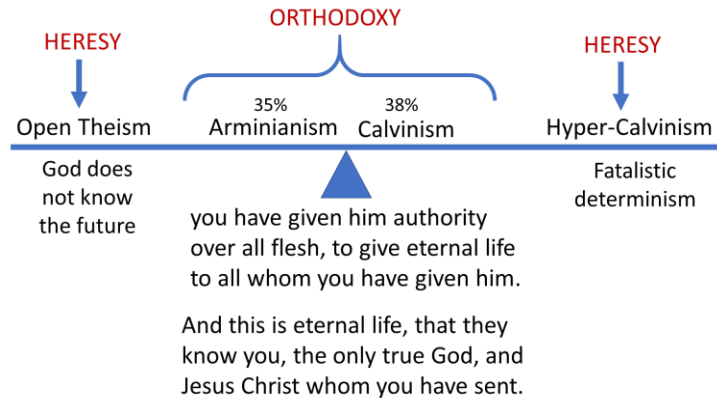 ORTHODOXY
HERESY
HERESY
35%
38%
Open Theism
Arminianism
Calvinism
Hyper-Calvinism
God does
not know
the future
Fatalistic
determinism
you have given him authority
over all flesh, to give eternal life
to all whom you have given him.
And this is eternal life, that they
know you, the only true God, and
Jesus Christ whom you have sent.